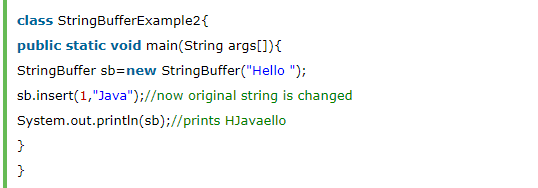 class StringBufferExample2{
public static void main(String args[]){
StringBuffer sb=new StringBuffer("Hello ");
sb.insert(1,"Java");//now original string is changed
System.out.println(sb);//prints HJavaello
}
}